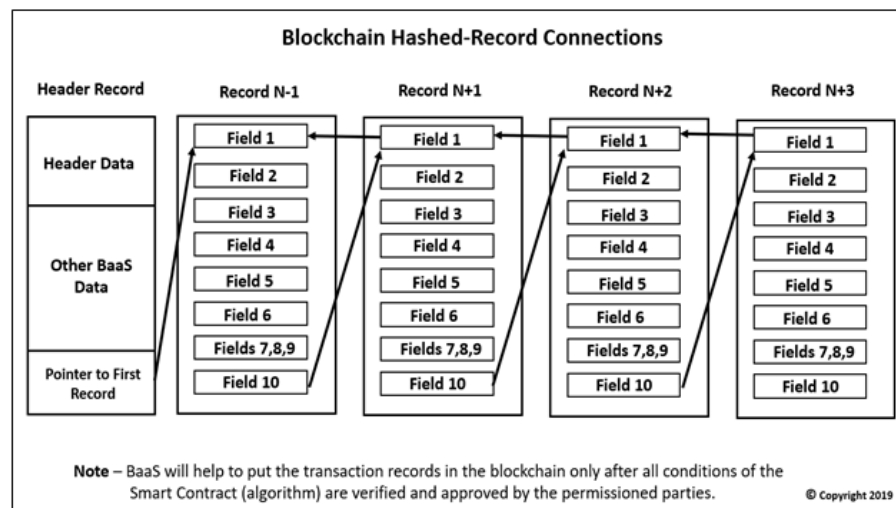 Blockchain Hashed-Record Connections
Header Record
Header Data
Other BaaS
Data
Pointer to First
Record
Record N-1
Field 1
Field 2
Field 3
Field 4
Field 5
Field 6
Fields 7,8,9
Field 10
Record N+1
Field 1
Field 2
Field 3
Field 4
Field 5
Field 6
Fields 7,8,9
Field 10
Record N+2
Field 1
Field 2
Field 3
Field 4
Field 5
Field 6
Fields 7,8,9
Field 10
Record N+3
Field 1
Field 2
Field 3
Field 4
Field 5
Field 6
Fields 7,8,9
Field 10
Note – BaaS will help to put the transaction records in the blockchain only after all conditions of the
Smart Contract (algorithm) are verified and approved by the permissioned parties.
© Copyright 2019